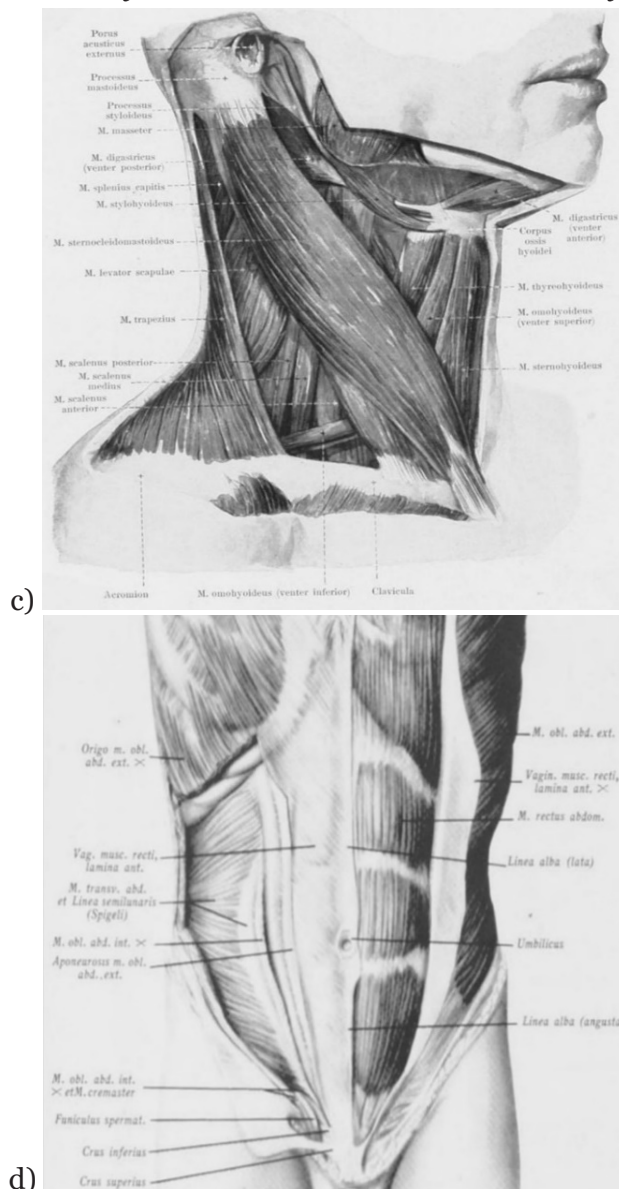 Porus
acusticus
externus
Processus
mastoideus
Processus
styloideus
M. masseter
M. digastricus
(venter posterior)
M. splenius capitis
M. stylohyoideus
M. sternocleidomastoideus
M. levator scapulae
M. trapezius
M. scalenus posterior
M. scalenus
medius
M. scalenus
anterior
M. digastricus
(venter
anterior)
Corpus
ossis
hyoidei
M. thyreohyoideus
M. omohyoideus
(venter superior)
M. sternohyoideus
Acromion
M. omohyoideus (venter inferior)
Clavicula
c)
Origo m. obl.
abd. ext. ×
Vag. musc. recti,
lamina ant.
M. transv. abd.
et Linea semilunaris
(Spigeli)
M. obl. abd. int. ×
Aponeurosis m. obl.
abd. ext.
M. obl. abd. int.
× et M. cremaster
Funiculus spermat.
Crus inferius
Crus superius
M. obl. abd. ext.
Vagin. musc. recti,
lamina ant. ×
M. rectus abdom.
Linea alba (lata)
Umbilicus
Linea alba (angusta
d)